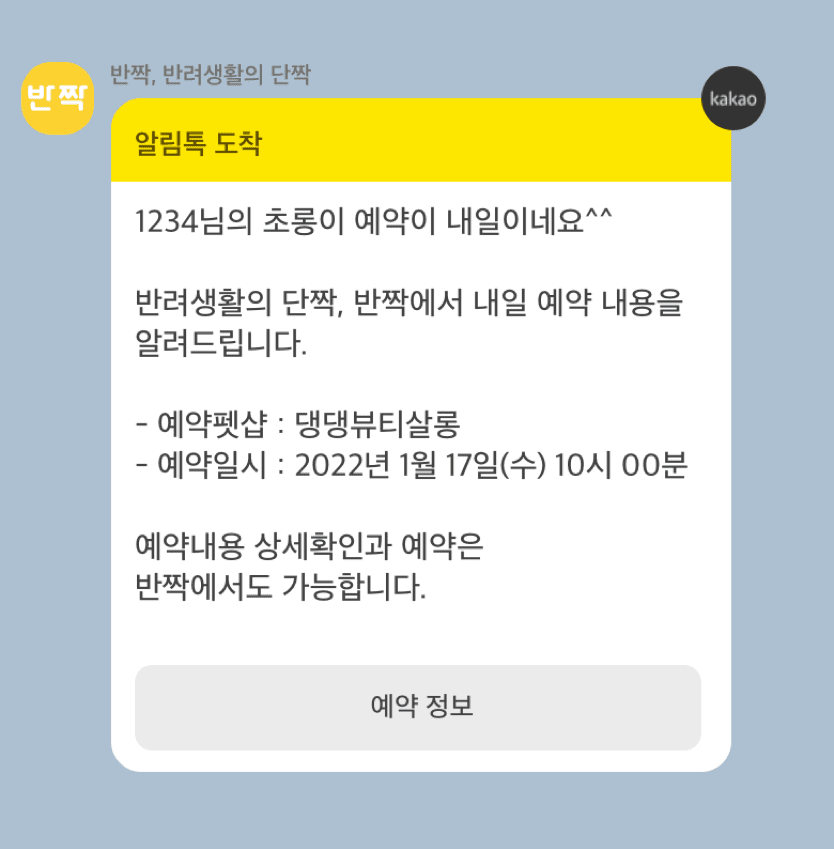 반짝, 반려생활의 단짝
반짝
kakao
알림톡 도착
1234님의 초롱이 예약이 내일이네요^^
반려생활의 단짝, 반짝에서 내일 예약 내용을
알려드립니다.
- 예약펫샵 : 댕댕뷰티살롱
- 예약일시 : 2022년 1월 17일(수) 10시 00분
예약내용 상세확인과 예약은
반짝에서도 가능합니다.
예약 정보